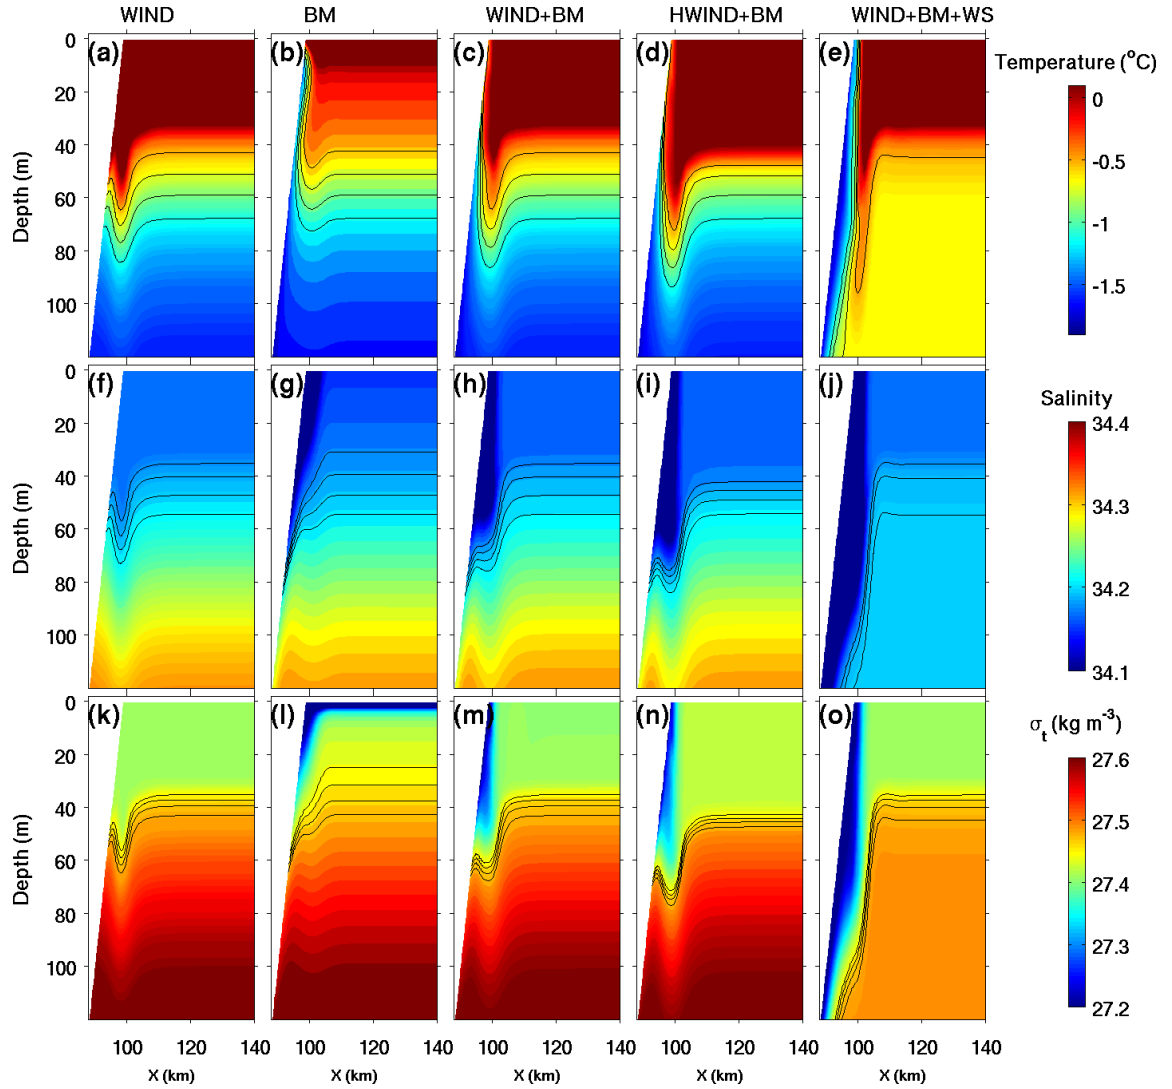 WIND BM WIND+BM HWIND+BM WIND+BM+WS
(a) (b) (c) (d) (e)
0
20
40
60
80
100
Depth (m)
Temperature (°C)
0
-0.5
-1
-1.5
(f) (g) (h) (i) (j)
0
20
40
60
80
100
Depth (m)
Salinity
34.4
34.3
34.2
34.1
(k) (l) (m) (n) (o)
0
20
40
60
80
100
Depth (m)
σt (kg m-3)
27.6
27.5
27.4
27.3
27.2
100 120 140 100 120 140 100 120 140 100 120 140 100 120 140
X (km) X (km) X (km) X (km) X (km)